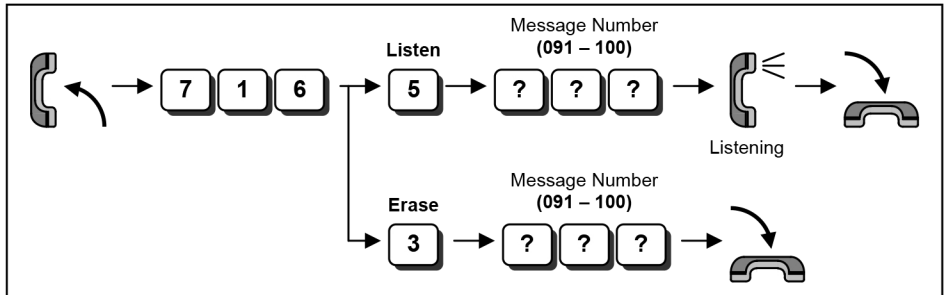 Message Number
(091 – 100)
Listen
7 1 6 5 ? ? ?
Listening
Message Number
(091 – 100)
Erase
3 ? ? ?